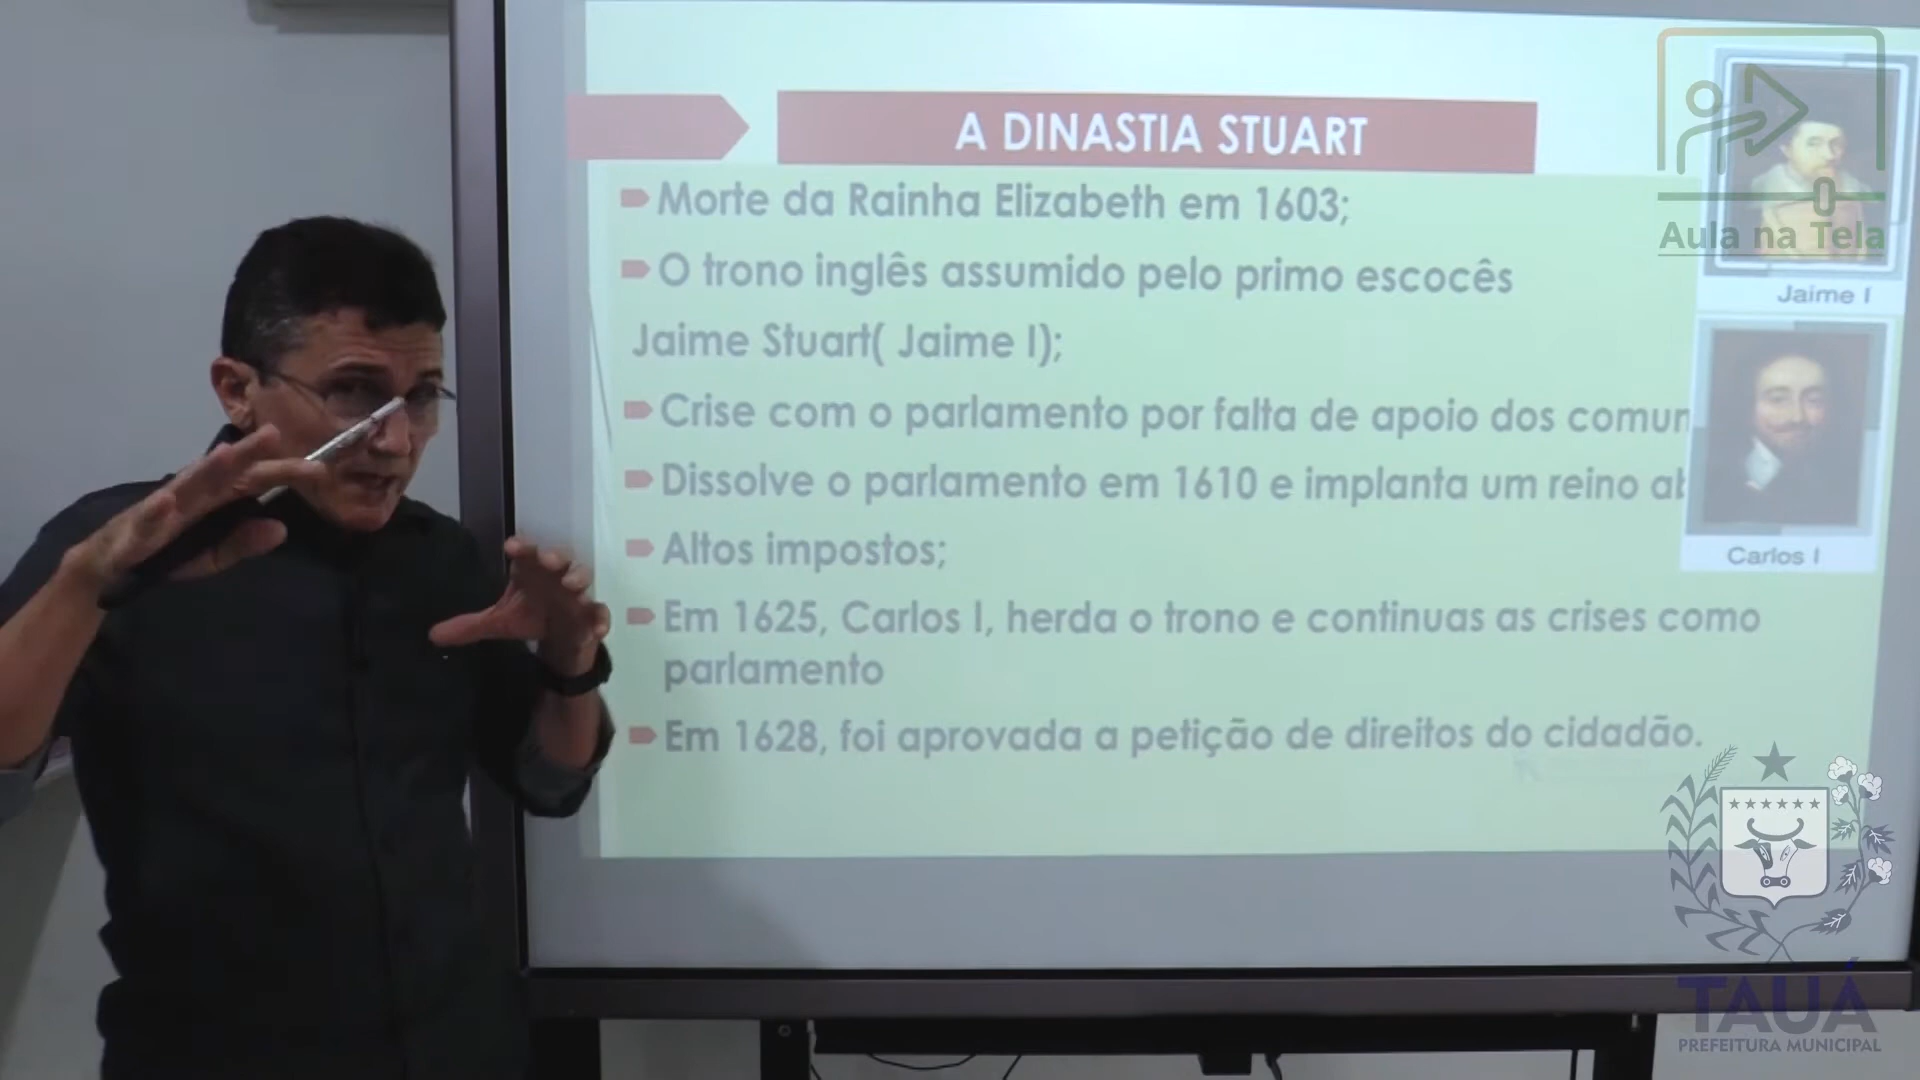 A DINASTIA STUART
Morte da Rainha Elizabeth em 1603;
O trono inglês assumido pelo primo escocês
Jaime Stuart( Jaime I);
Crise com o parlamento por falta de apoio dos comun
Dissolve o parlamento em 1610 e implanta um reino ab
Altos impostos;
Em 1625, Carlos I, herda o trono e continuas as crises como
parlamento
Em 1628, foi aprovada a petição de direitos do cidadão.
Aula na Tela
Jaime I
Carlos I
TAUÁ
PREFEITURA MUNICIPAL